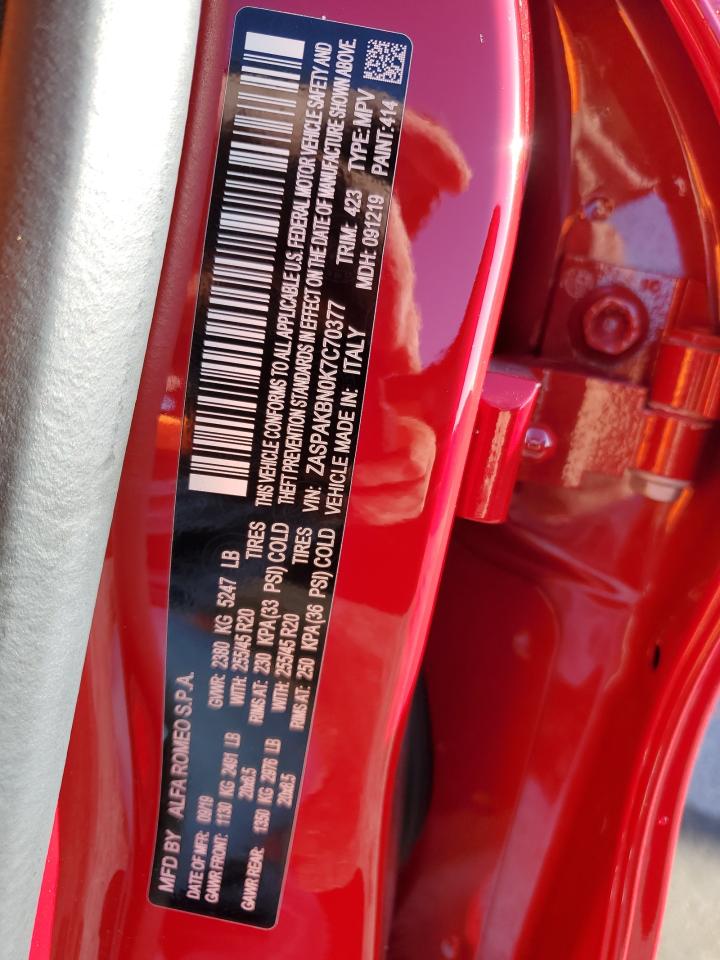 MFD BY ALFA ROMEO S.P.A.
DATE OF MFR: 09/19 GVWR: 2380 KG 5247 LB
GAWR FRONT: 1130 KG 2491 LB WITH: 255/45 R20 TIRES
20x8.5 RIMS AT: 230 KPA(33 PSI) COLD
GAWR REAR: 1350 KG 2976 LB WITH: 255/45 R20 TIRES
20x8.5 RIMS AT: 250 KPA(36 PSI) COLD
THIS VEHICLE CONFORMS TO ALL APPLICABLE U.S. FEDERAL MOTOR VEHICLE SAFETY AND
THEFT PREVENTION STANDARDS IN EFFECT ON THE DATE OF MANUFACTURE SHOWN ABOVE.
VIN: ZASPAKBN0K7C70377 TRIM: 423 TYPE: MPV
VEHICLE MADE IN: ITALY MDH: 091219 PAINT: 414